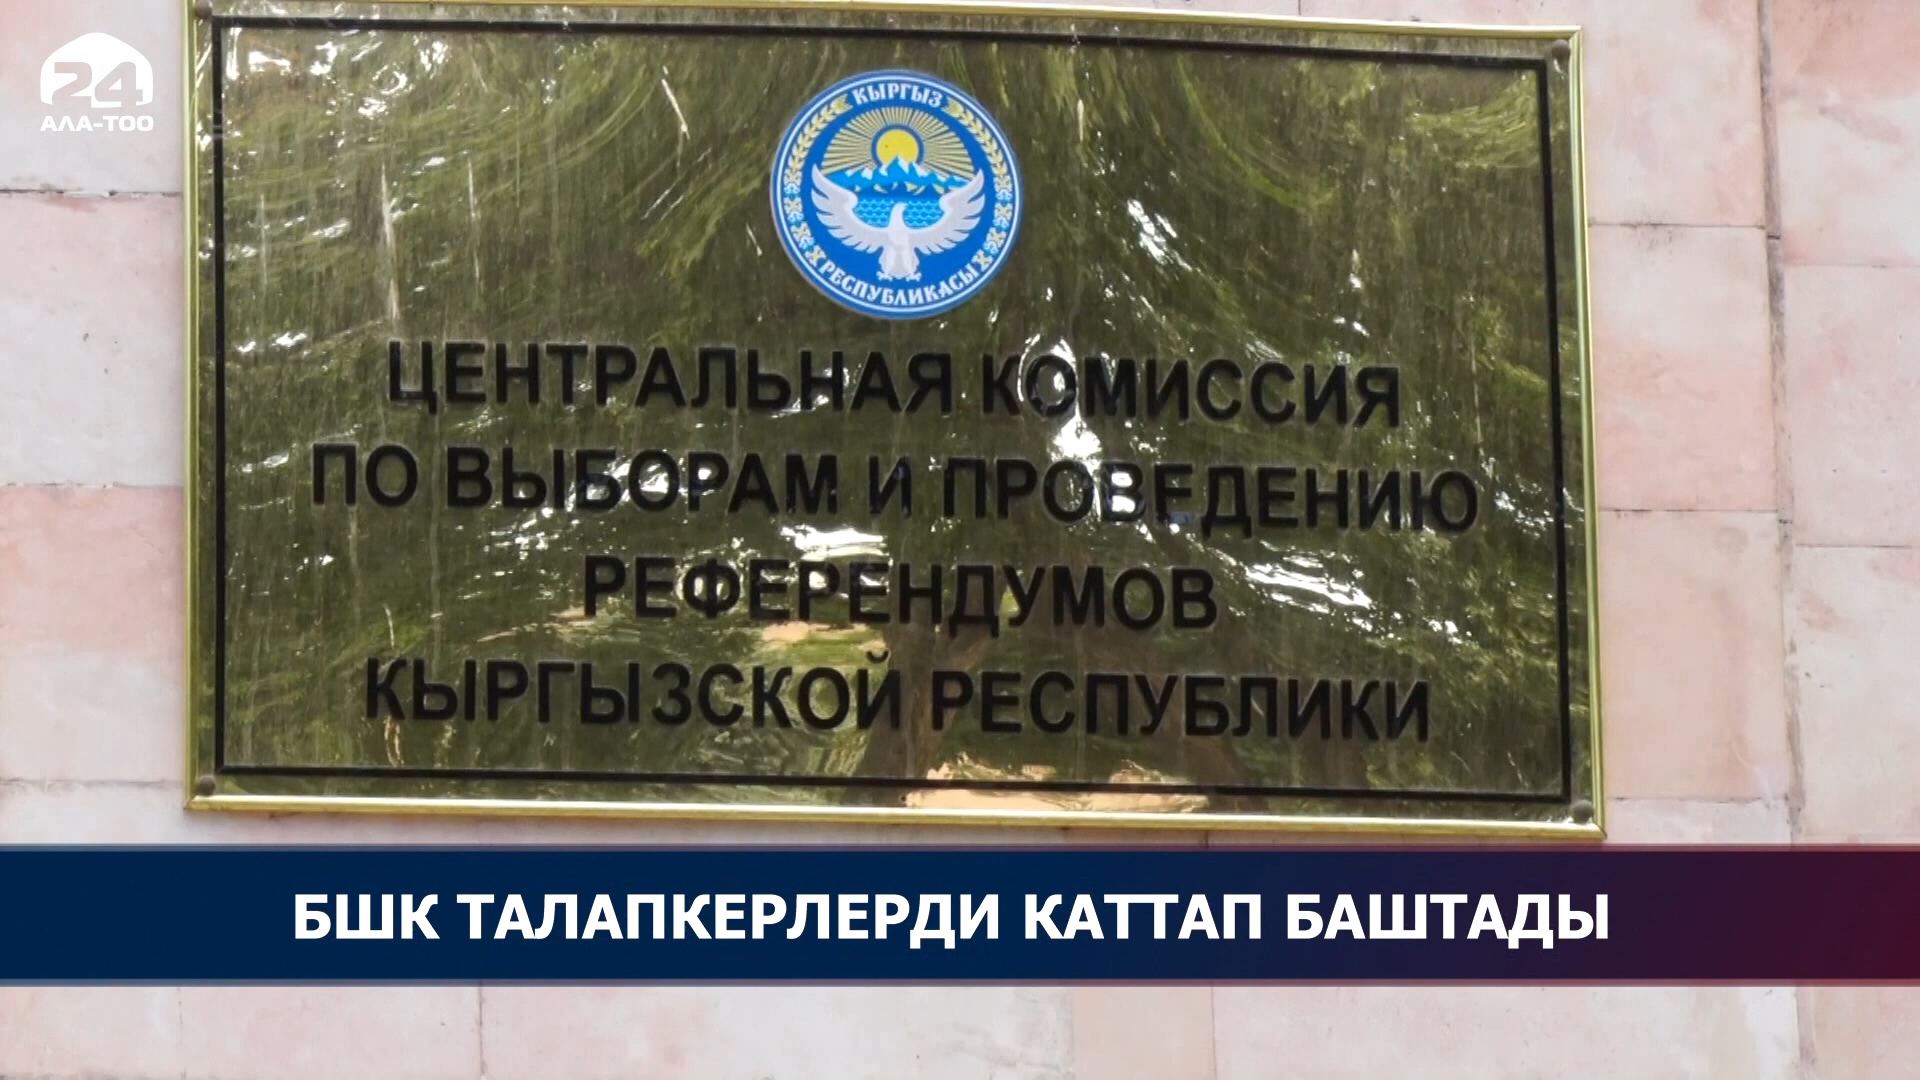 24
АЛА-ТОО
КЫРГЫЗ
РЕСПУБЛИКАСЫ
ЦЕНТРАЛЬНАЯ КОМИССИЯ
ПО ВЫБОРАМ И ПРОВЕДЕНИЮ
РЕФЕРЕНДУМОВ
КЫРГЫЗСКОЙ РЕСПУБЛИКИ
БШК ТАЛАПКЕРЛЕРДИ КАТТАП БАШТАДЫ